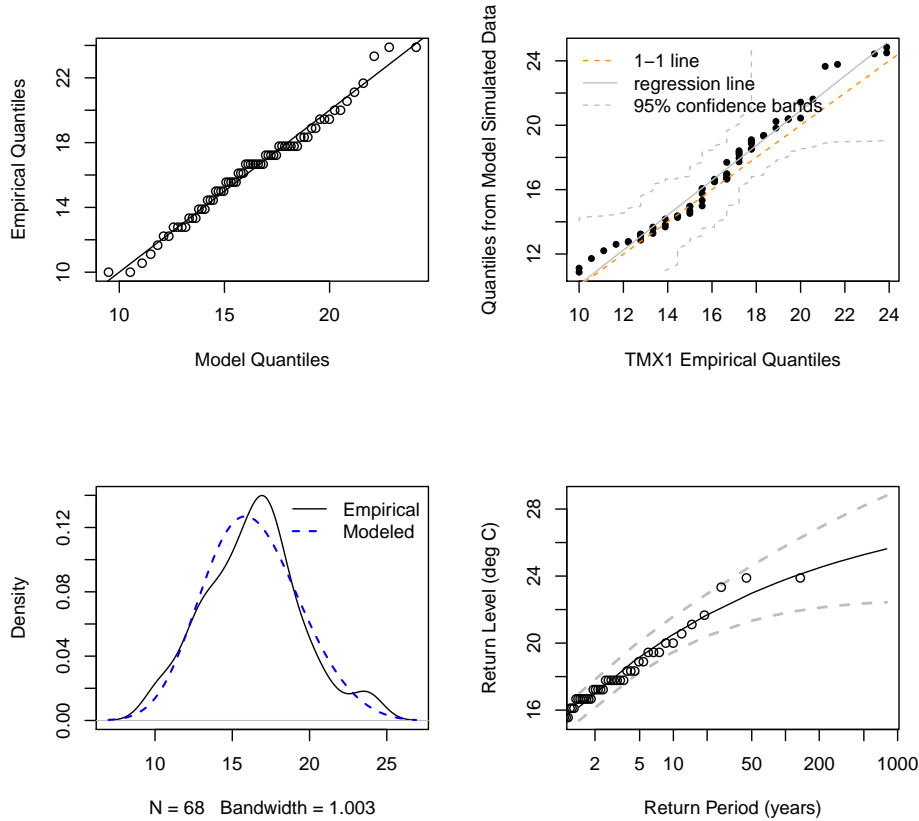 Empirical Quantiles
10 14 18 22
10 15 20
Model Quantiles
Quantiles from Model Simulated Data
12 16 20 24
1–1 line
regression line
95% confidence bands
10 12 14 16 18 20 22 24
TMX1 Empirical Quantiles
Density
0.00 0.04 0.08 0.12
Empirical
Modeled
10 15 20 25
N = 68 Bandwidth = 1.003
Return Level (deg C)
16 20 24 28
2 5 10 50 200 1000
Return Period (years)